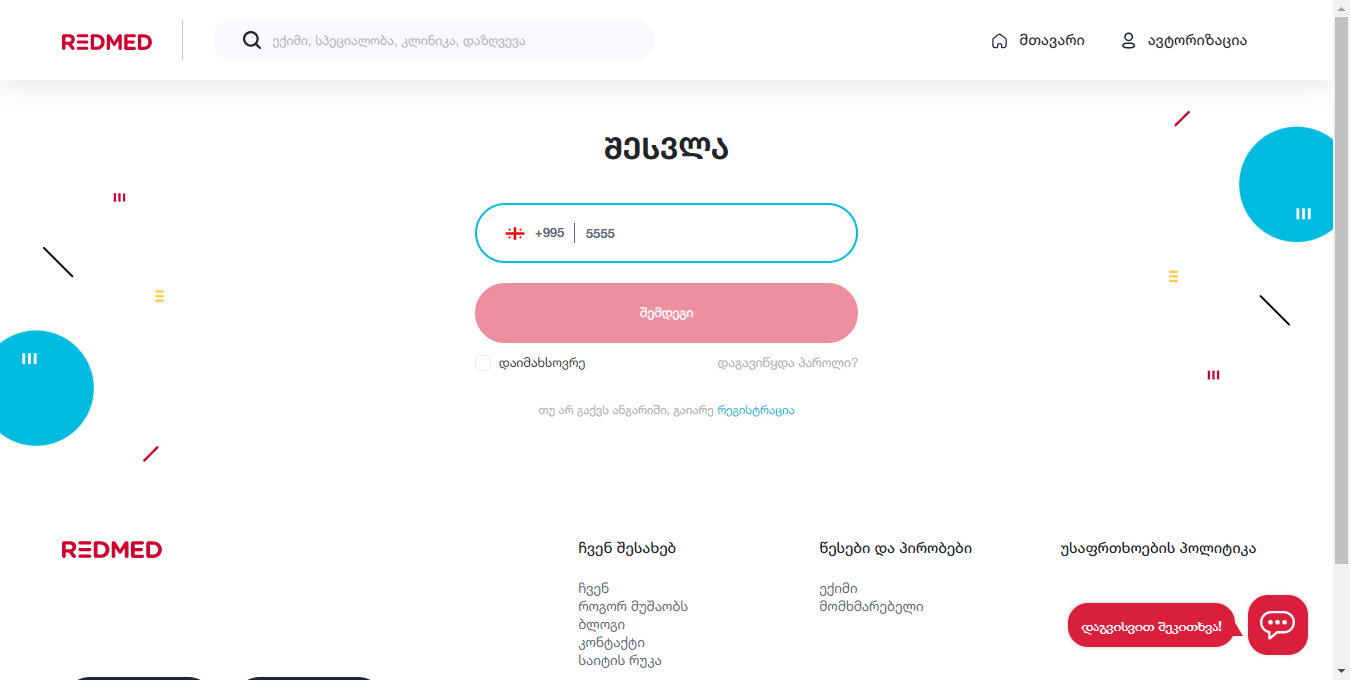 REDMED
ექიმი, სპეციალობა, კლინიკა, დაზღვევა
მთავარი
ავტორიზაცია
შესვლა
+995 5555
შემდეგი
დაიმახსოვრე
დაგავიწყდა პაროლი?
თუ არ გაქვს ანგარიში, გაიარე რეგისტრაცია
REDMED
ჩვენ შესახებ
ჩვენ
როგორ მუშაობს
ბლოგი
კონტაქტი
საიტის რუკა
წესები და პირობები
ექიმი
მომხმარებელი
უსაფრთხოების პოლიტიკა
დაგვისვით შეკითხვა!